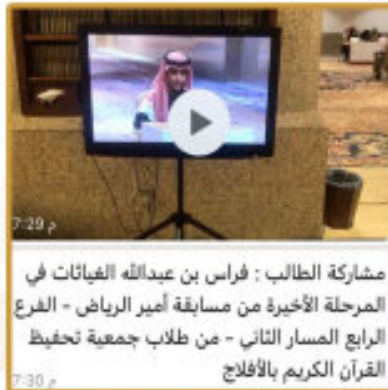 7:29 م
مشاركة الطالب : فراس بن عبدالله الغياثات في
المرحلة الأخيرة من مسابقة أمير الرياض - الفرع
الرابع المسار الثاني - من طلاب جمعية تحفيظ
القرآن الكريم بالأفلاج
7:30 م